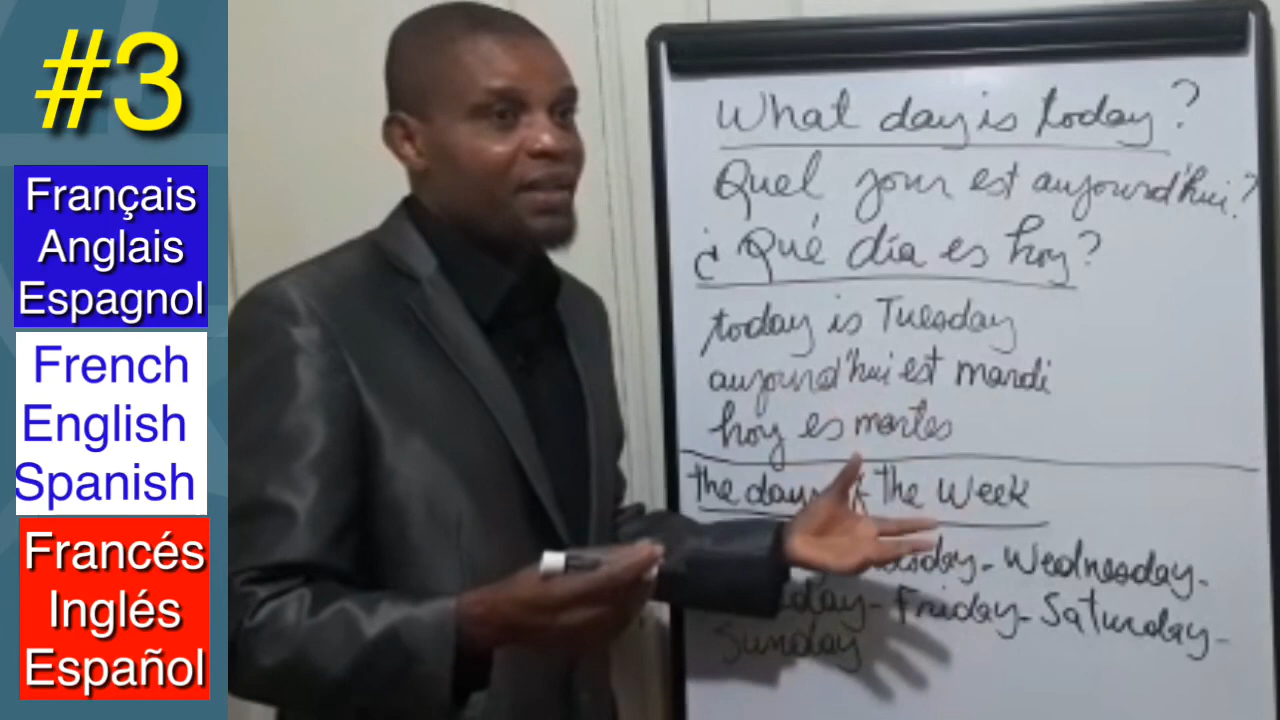 #3
Français
Anglais
Espagnol
French
English
Spanish
Francés
Inglés
Español
What day is today?
Quel jour est aujourd'hui?
¿Qué día es hoy?
today is Tuesday
aujourd'hui est mardi
hoy es martes
the days the Week
Wednesday-
Friday-Saturday-
Sunday